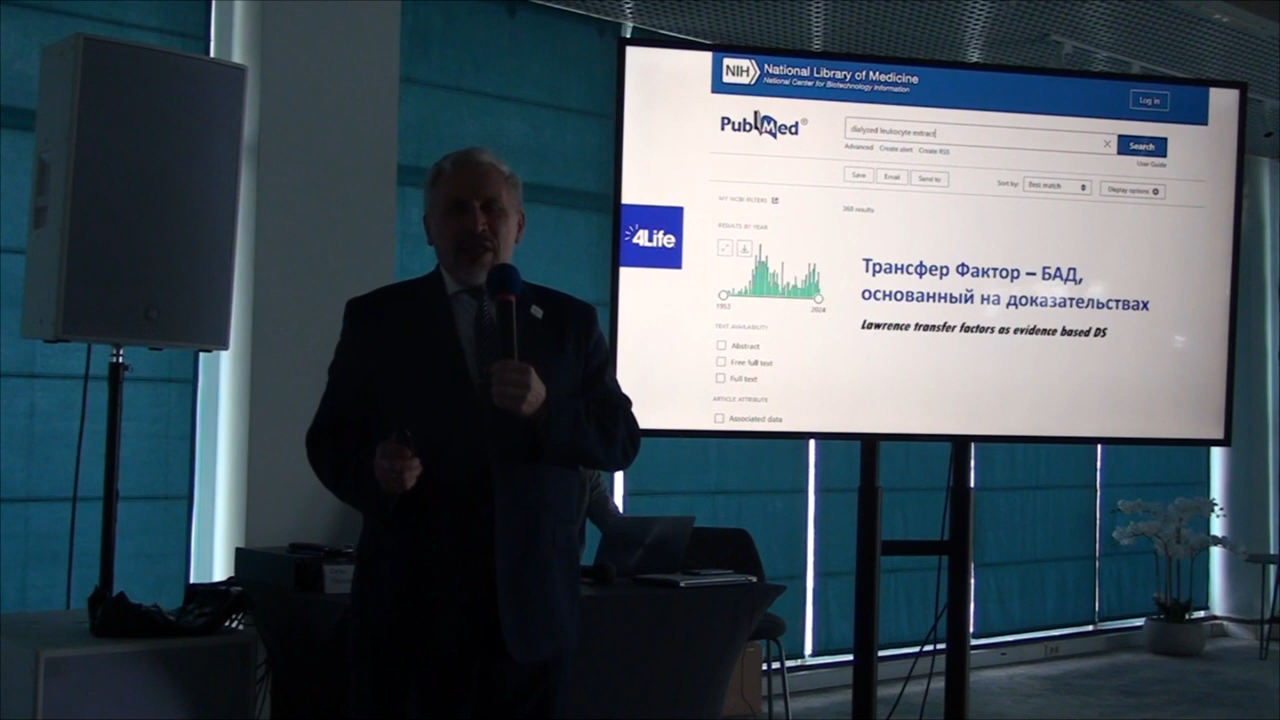 NIH National Library of Medicine
National Center for Biotechnology Information
Log in
PubMed®
dialyzed leukocyte extract
Search
Advanced Create alert Create RSS
User Guide
Save Email Send to
Sort by: Best match Display options
MY NCBI FILTERS
368 results
RESULTS BY YEAR
4Life
1953 2024
Трансфер Фактор – БАД,
основанный на доказательствах
Lawrence transfer factors as evidence based DS
TEXT AVAILABILITY
Abstract
Free full text
Full text
ARTICLE ATTRIBUTE
Associated data